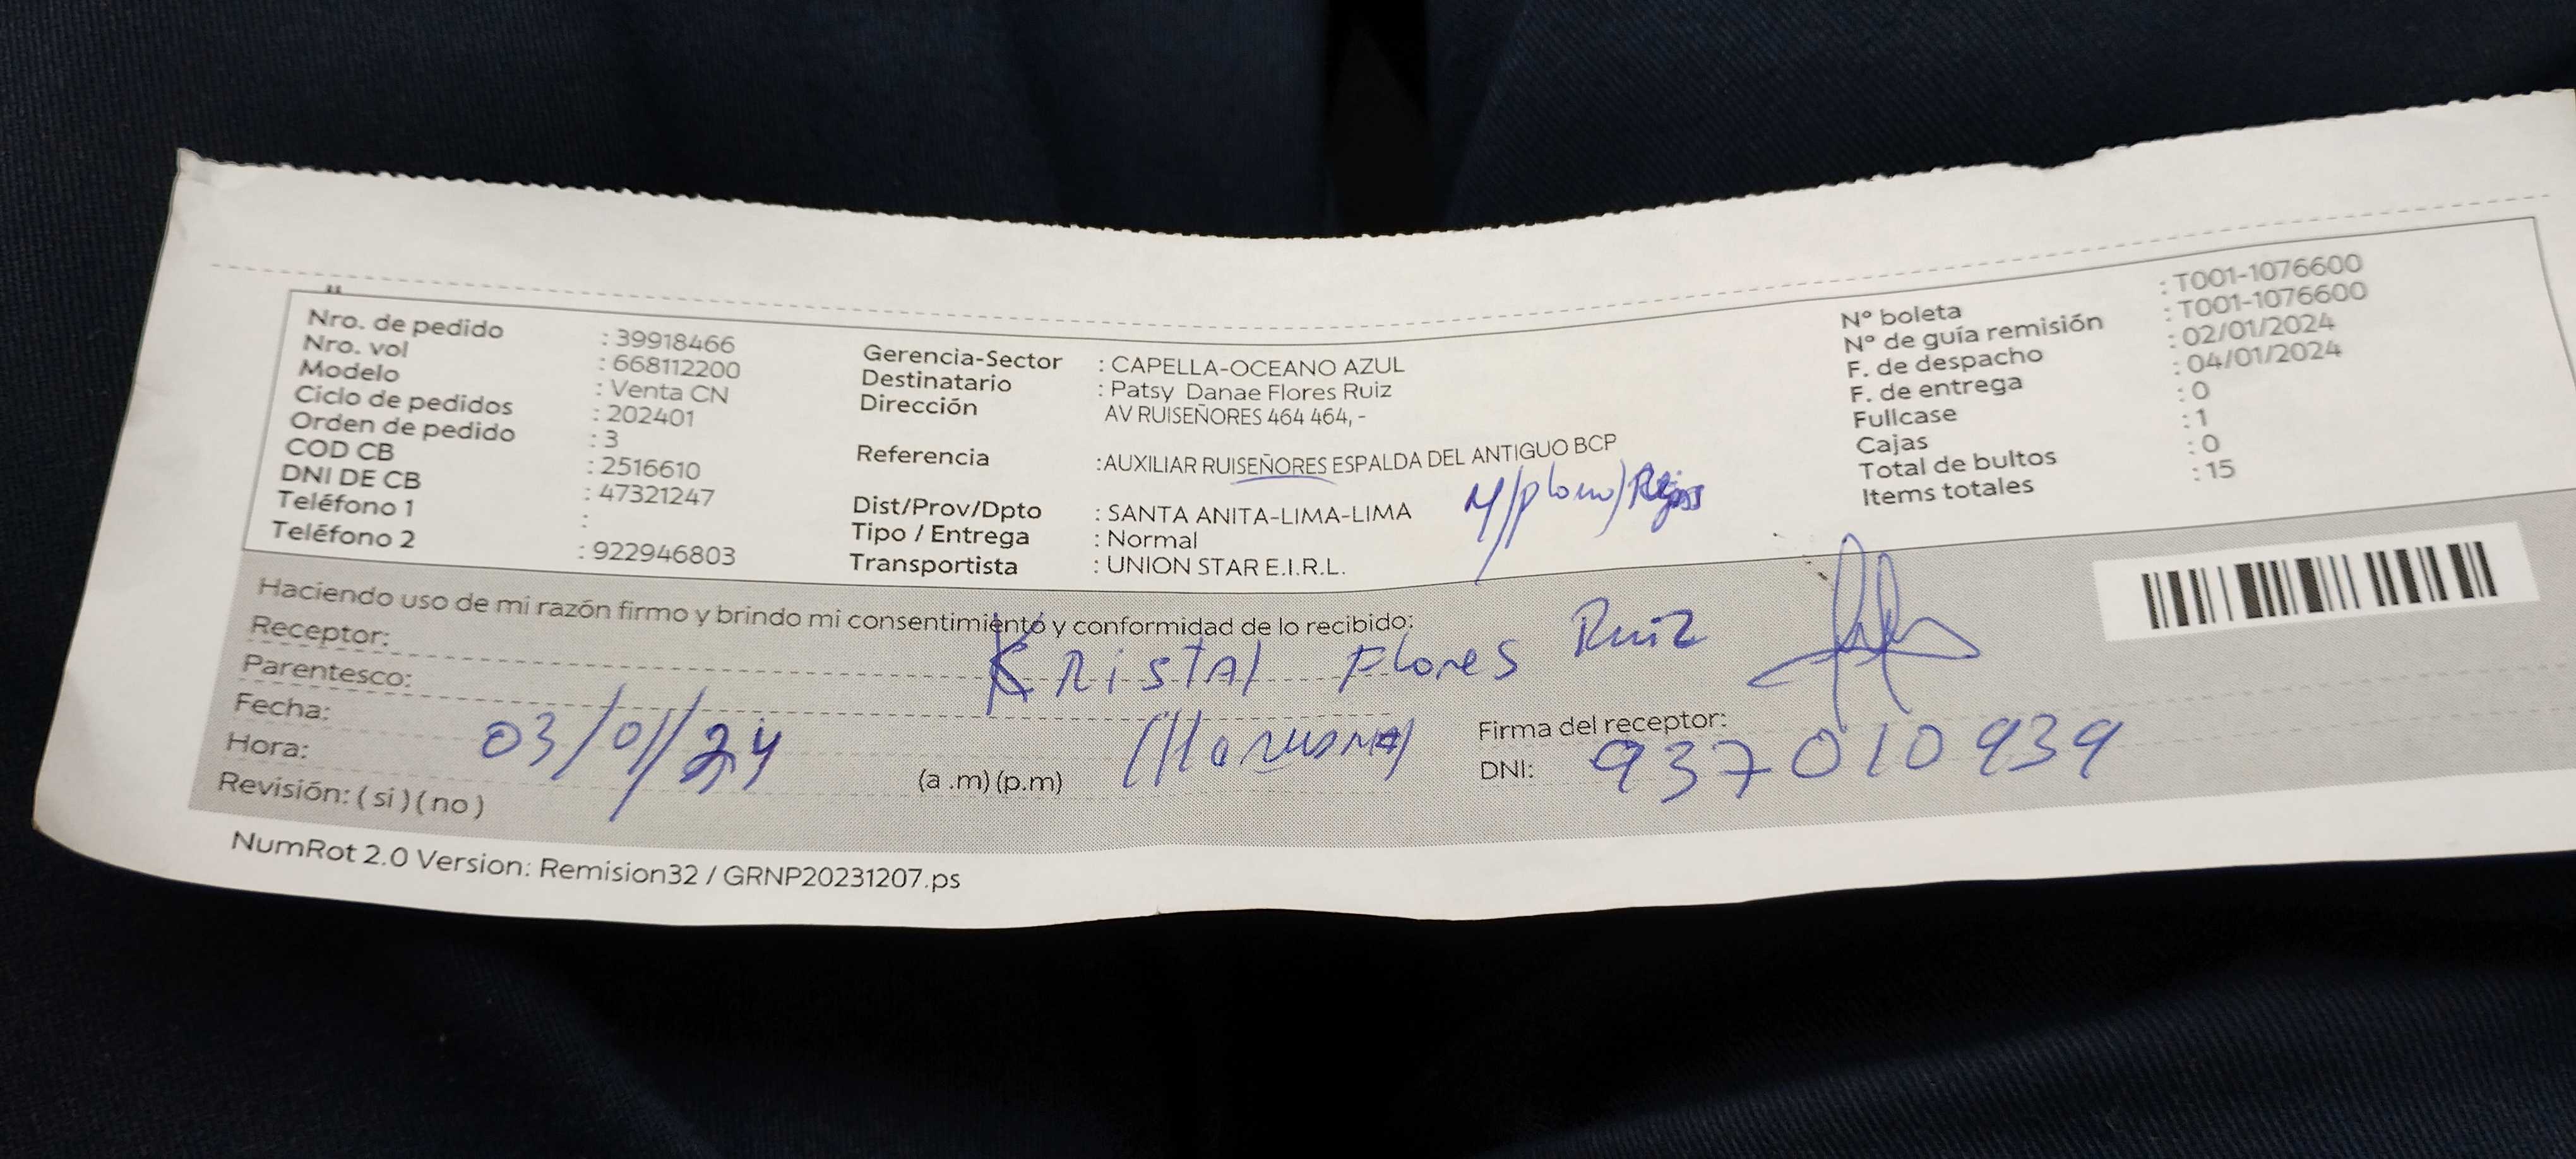 Nro. de pedido : 39918466
Nro. vol : 668112200
Modelo : Venta CN
Ciclo de pedidos : 202401
Orden de pedido : 3
COD CB : 2516610
DNI DE CB : 47321247
Teléfono 1 :
Teléfono 2 : 922946803
Gerencia-Sector : CAPELLA-OCEANO AZUL
Destinatario : Patsy Danae Flores Ruiz
Dirección AV RUISEÑORES 464 464, -
Referencia : AUXILIAR RUISEÑORES ESPALDA DEL ANTIGUO BCP
Dist/Prov/Dpto : SANTA ANITA-LIMA-LIMA
Tipo / Entrega : Normal
Transportista : UNION STAR E.I.R.L.
N° boleta : T001-1076600
N° de guía remisión : T001-1076600
F. de despacho : 02/01/2024
F. de entrega : 04/01/2024
Fullcase : 0
Cajas : 1
Total de bultos : 0
Items totales : 15
Haciendo uso de mi razón firmo y brindo mi consentimiento y conformidad de lo recibido:
Receptor: Kristal Flores Ruiz
Parentesco:
Fecha: 03/01/24
Hora: (a .m) (p.m) (Hermana)
Revisión: ( si ) ( no )
Firma del receptor:
DNI: 937010939
NumRot 2.0 Version: Remision32 / GRNP20231207.ps